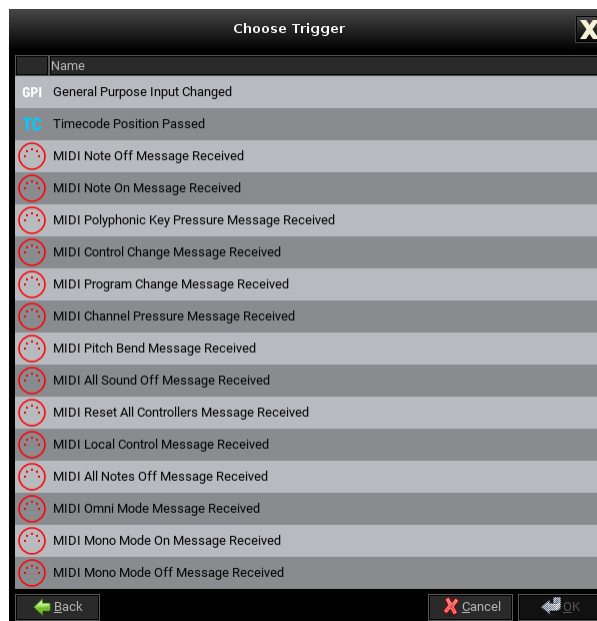 Choose Trigger
X
Name
GPI General Purpose Input Changed
TC Timecode Position Passed
MIDI Note Off Message Received
MIDI Note On Message Received
MIDI Polyphonic Key Pressure Message Received
MIDI Control Change Message Received
MIDI Program Change Message Received
MIDI Channel Pressure Message Received
MIDI Pitch Bend Message Received
MIDI All Sound Off Message Received
MIDI Reset All Controllers Message Received
MIDI Local Control Message Received
MIDI All Notes Off Message Received
MIDI Omni Mode Message Received
MIDI Mono Mode On Message Received
MIDI Mono Mode Off Message Received
Back Cancel OK